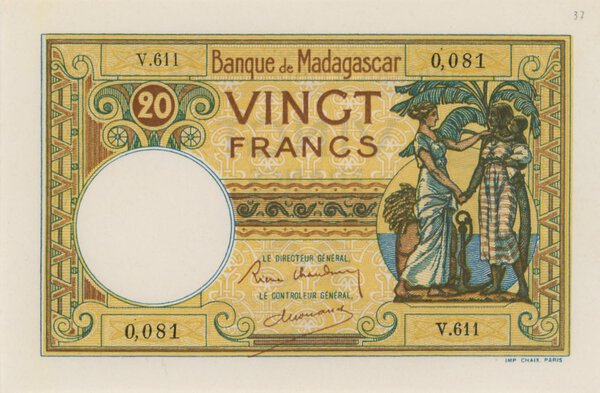 37
V.611 Banque de Madagascar 0,081
20
VINGT
FRANCS
LE DIRECTEUR GÉNÉRAL,
LE CONTROLEUR GÉNÉRAL,
0,081 V.611
IMP CHAIX, PARIS